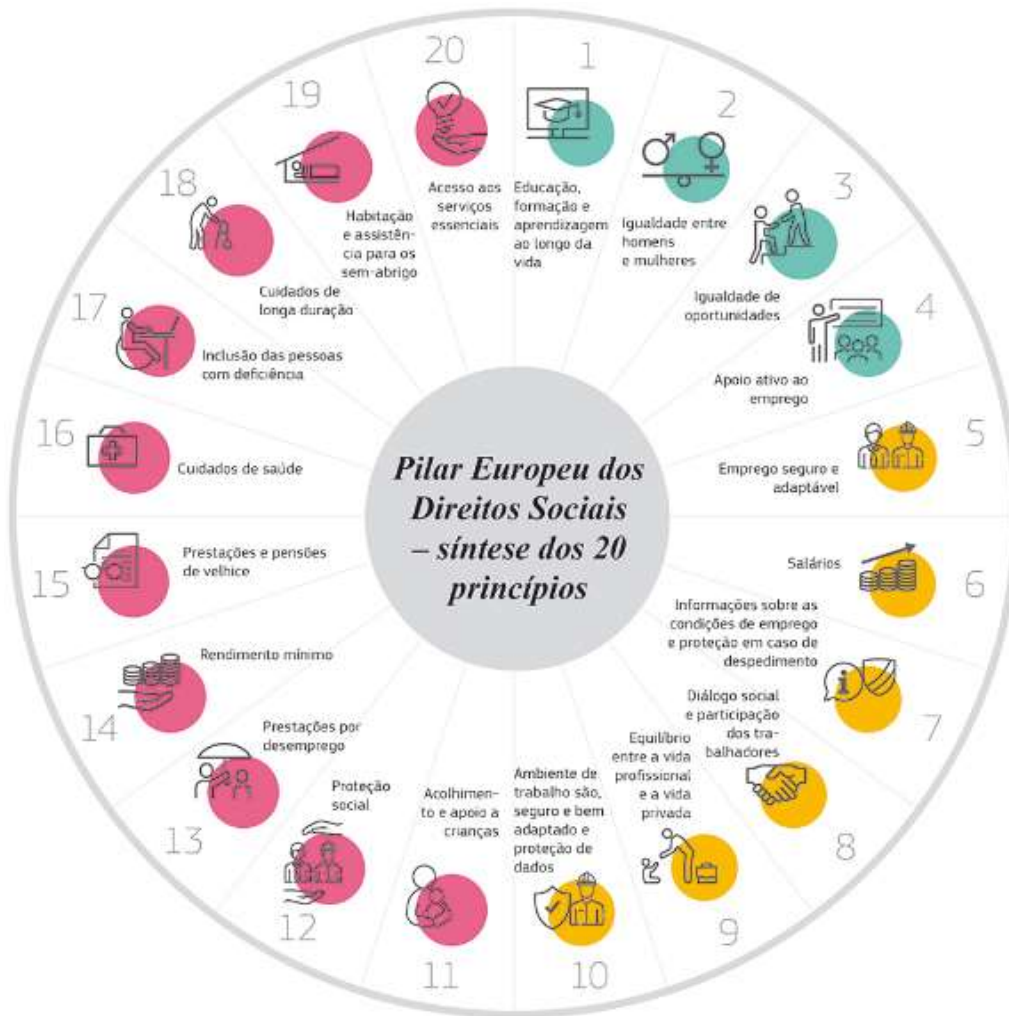 Pilar Europeu dos
Direitos Sociais
– síntese dos 20
princípios
1
Educação,
formação e
aprendizagem
ao longo da
vida
2
Igualdade entre
homens
e mulheres
3
Igualdade de
oportunidades
4
Apoio ativo ao
emprego
5
Emprego seguro e
adaptável
6
Salários
7
Informações sobre as
condições de emprego
e proteção em caso de
despedimento
8
Diálogo social
e participação
dos tra-
balhadores
9
Equilíbrio
entre a vida
profissional
e a vida
privada
10
Ambiente de
trabalho são,
seguro e bem
adaptado e
proteção de
dados
11
Acolhimen-
to e apoio a
crianças
12
Proteção
social
13
Prestações por
desemprego
14
Rendimento mínimo
15
Prestações e pensões
de velhice
16
Cuidados de saúde
17
Inclusão das pessoas
com deficiência
18
Cuidados de
longa duração
19
Habitação
e assistên-
cia para os
sem-abrigo
20
Acesso aos
serviços
essenciais